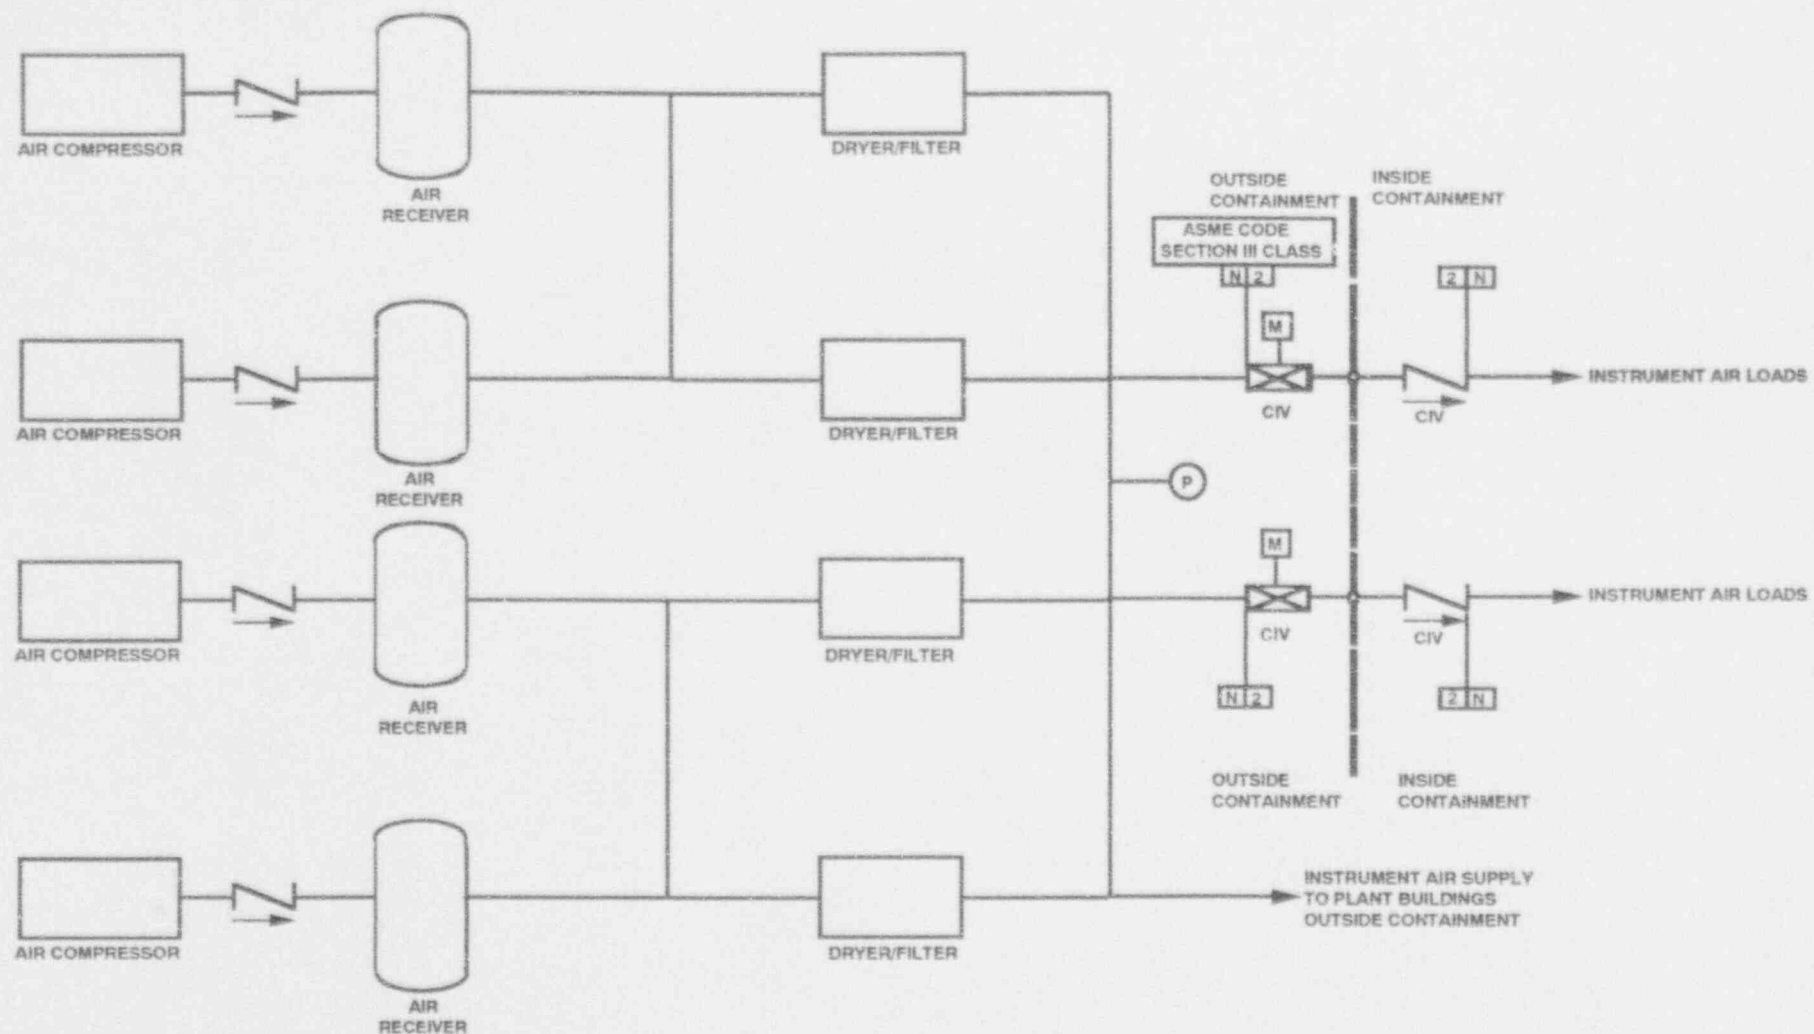 AIR COMPRESSOR
AIR
RECEIVER
DRYER/FILTER
OUTSIDE
CONTAINMENT
INSIDE
CONTAINMENT
ASME CODE
SECTION III CLASS
N 2
2 N
M
CIV
CIV
INSTRUMENT AIR LOADS
AIR COMPRESSOR
AIR
RECEIVER
DRYER/FILTER
P
M
CIV
CIV
INSTRUMENT AIR LOADS
AIR COMPRESSOR
AIR
RECEIVER
DRYER/FILTER
N 2
2 N
OUTSIDE
CONTAINMENT
INSIDE
CONTAINMENT
INSTRUMENT AIR SUPPLY
TO PLANT BUILDINGS
OUTSIDE CONTAINMENT
AIR COMPRESSOR
AIR
RECEIVER
DRYER/FILTER